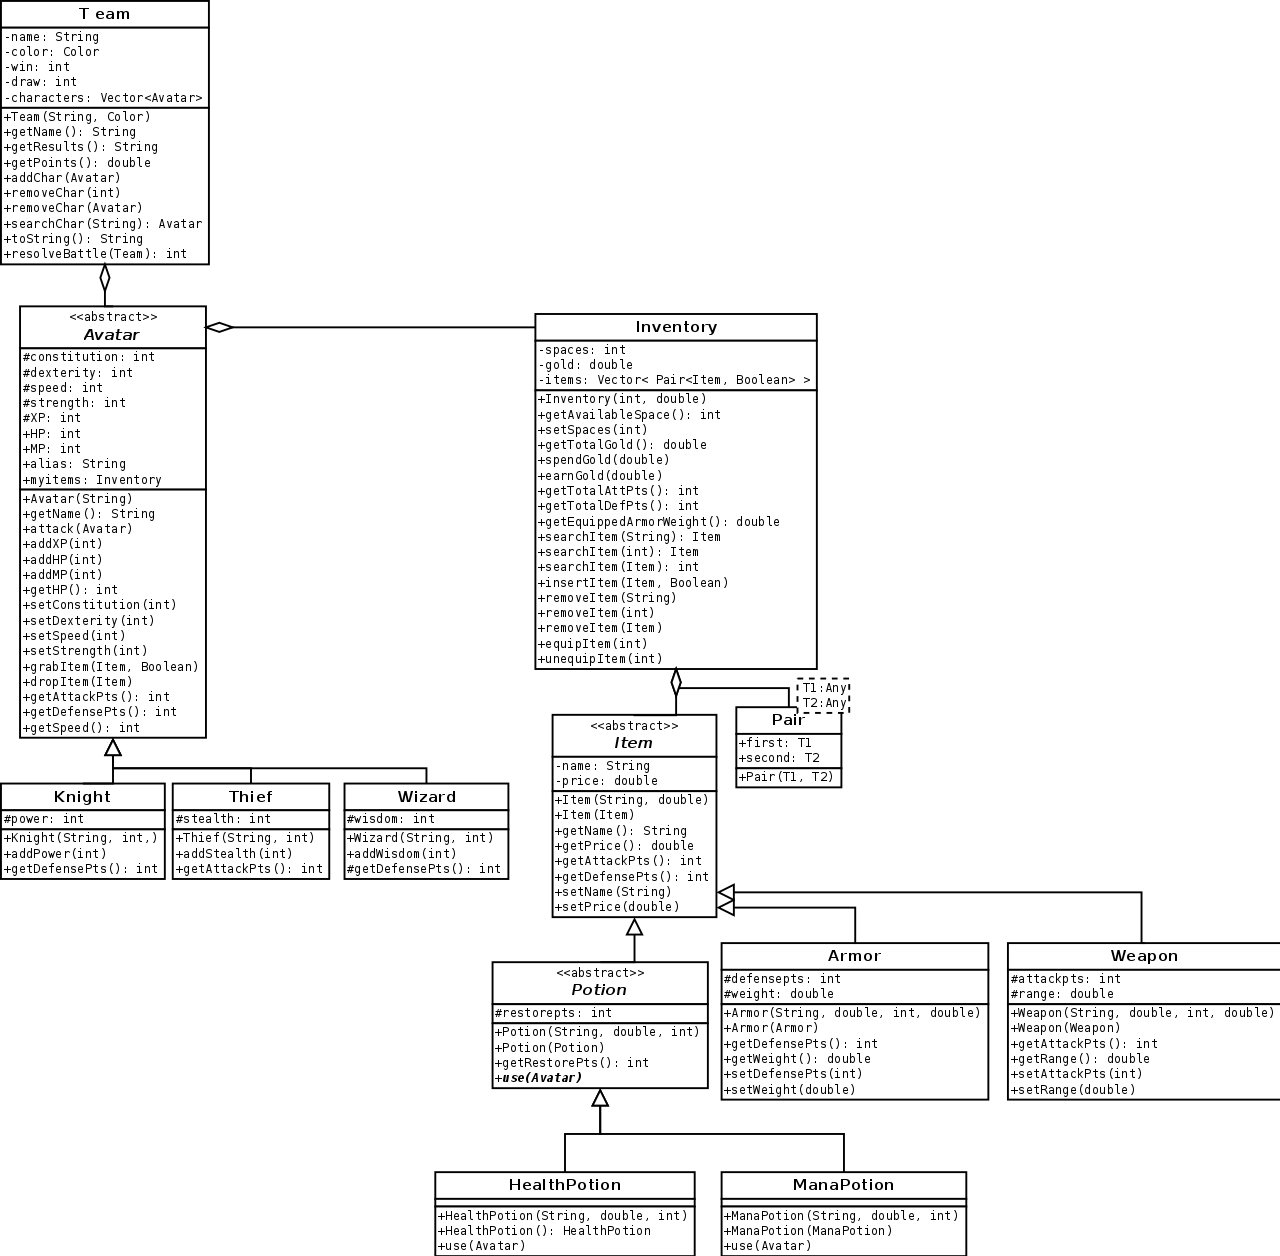 T eam
-name: String
-color: Color
-win: int
-draw: int
-characters: Vector<Avatar>
+Team(String, Color)
+getName(): String
+getResults(): String
+getPoints(): double
+addChar(Avatar)
+removeChar(int)
+removeChar(Avatar)
+searchChar(String): Avatar
+toString(): String
+resolveBattle(Team): int
<<abstract>>
Avatar
#constitution: int
#dexterity: int
#speed: int
#strength: int
#XP: int
+HP: int
+MP: int
+alias: String
+myitems: Inventory
+Avatar(String)
+getName(): String
+attack(Avatar)
+addXP(int)
+addHP(int)
+addMP(int)
+getHP(): int
+setConstitution(int)
+setDexterity(int)
+setSpeed(int)
+setStrength(int)
+grabItem(Item, Boolean)
+dropItem(Item)
+getAttackPts(): int
+getDefensePts(): int
+getSpeed(): int
Inventory
-spaces: int
-gold: double
-items: Vector< Pair<Item, Boolean> >
+Inventory(int, double)
+getAvailableSpace(): int
+setSpaces(int)
+getTotalGold(): double
+spendGold(double)
+earnGold(double)
+getTotalAttPts(): int
+getTotalDefPts(): int
+getEquippedArmorWeight(): double
+searchItem(String): Item
+searchItem(int): Item
+searchItem(Item): int
+insertItem(Item, Boolean)
+removeItem(String)
+removeItem(int)
+removeItem(Item)
+equipItem(int)
+unequipItem(int)
T1:Any
T2:Any
Pair
+first: T1
+second: T2
+Pair(T1, T2)
<<abstract>>
Item
-name: String
-price: double
+Item(String, double)
+Item(Item)
+getName(): String
+getPrice(): double
+getAttackPts(): int
+getDefensePts(): int
+setName(String)
+setPrice(double)
Knight
#power: int
+Knight(String, int,)
+addPower(int)
+getDefensePts(): int
Thief
#stealth: int
+Thief(String, int)
+addStealth(int)
+getAttackPts(): int
Wizard
#wisdom: int
+Wizard(String, int)
+addWisdom(int)
#getDefensePts(): int
<<abstract>>
Potion
#restorepts: int
+Potion(String, double, int)
+Potion(Potion)
+getRestorePts(): int
+use(Avatar)
Armor
#defensepts: int
#weight: double
+Armor(String, double, int, double)
+Armor(Armor)
+getDefensePts(): int
+getWeight(): double
+setDefensePts(int)
+setWeight(double)
Weapon
#attackpts: int
#range: double
+Weapon(String, double, int, double)
+Weapon(Weapon)
+getAttackPts(): int
+getRange(): double
+setAttackPts(int)
+setRange(double)
HealthPotion
+HealthPotion(String, double, int)
+HealthPotion(): HealthPotion
+use(Avatar)
ManaPotion
+ManaPotion(String, double, int)
+ManaPotion(ManaPotion)
+use(Avatar)